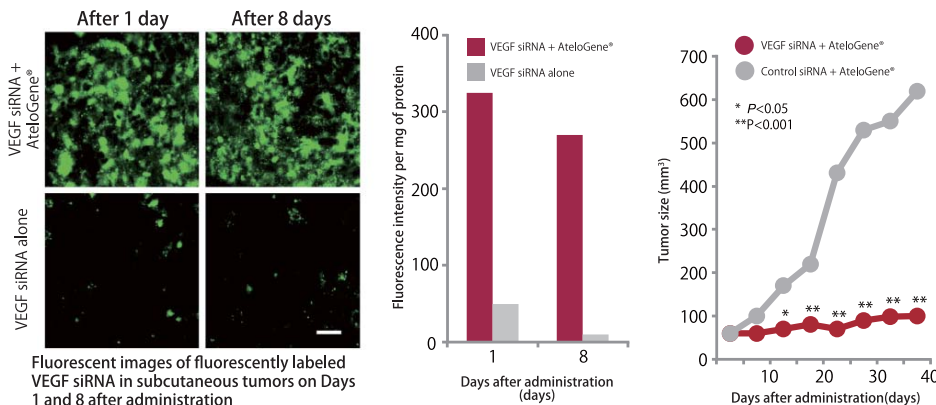 After 1 day
After 8 days
VEGF siRNA +
AteloGene®
VEGF siRNA alone
Fluorescent images of fluorescently labeled
VEGF siRNA in subcutaneous tumors on Days
1 and 8 after administration
Fluorescence intensity per mg of protein
400
300
200
100
0
VEGF siRNA + AteloGene®
VEGF siRNA alone
1
8
Days after administration
(days)
Tumor size (mm³)
700
600
500
400
300
200
100
0
VEGF siRNA + AteloGene®
Control siRNA + AteloGene®
* P<0.05
**P<0.001
* ** ** ** ** **
10 20 30 40
Days after administration(days)